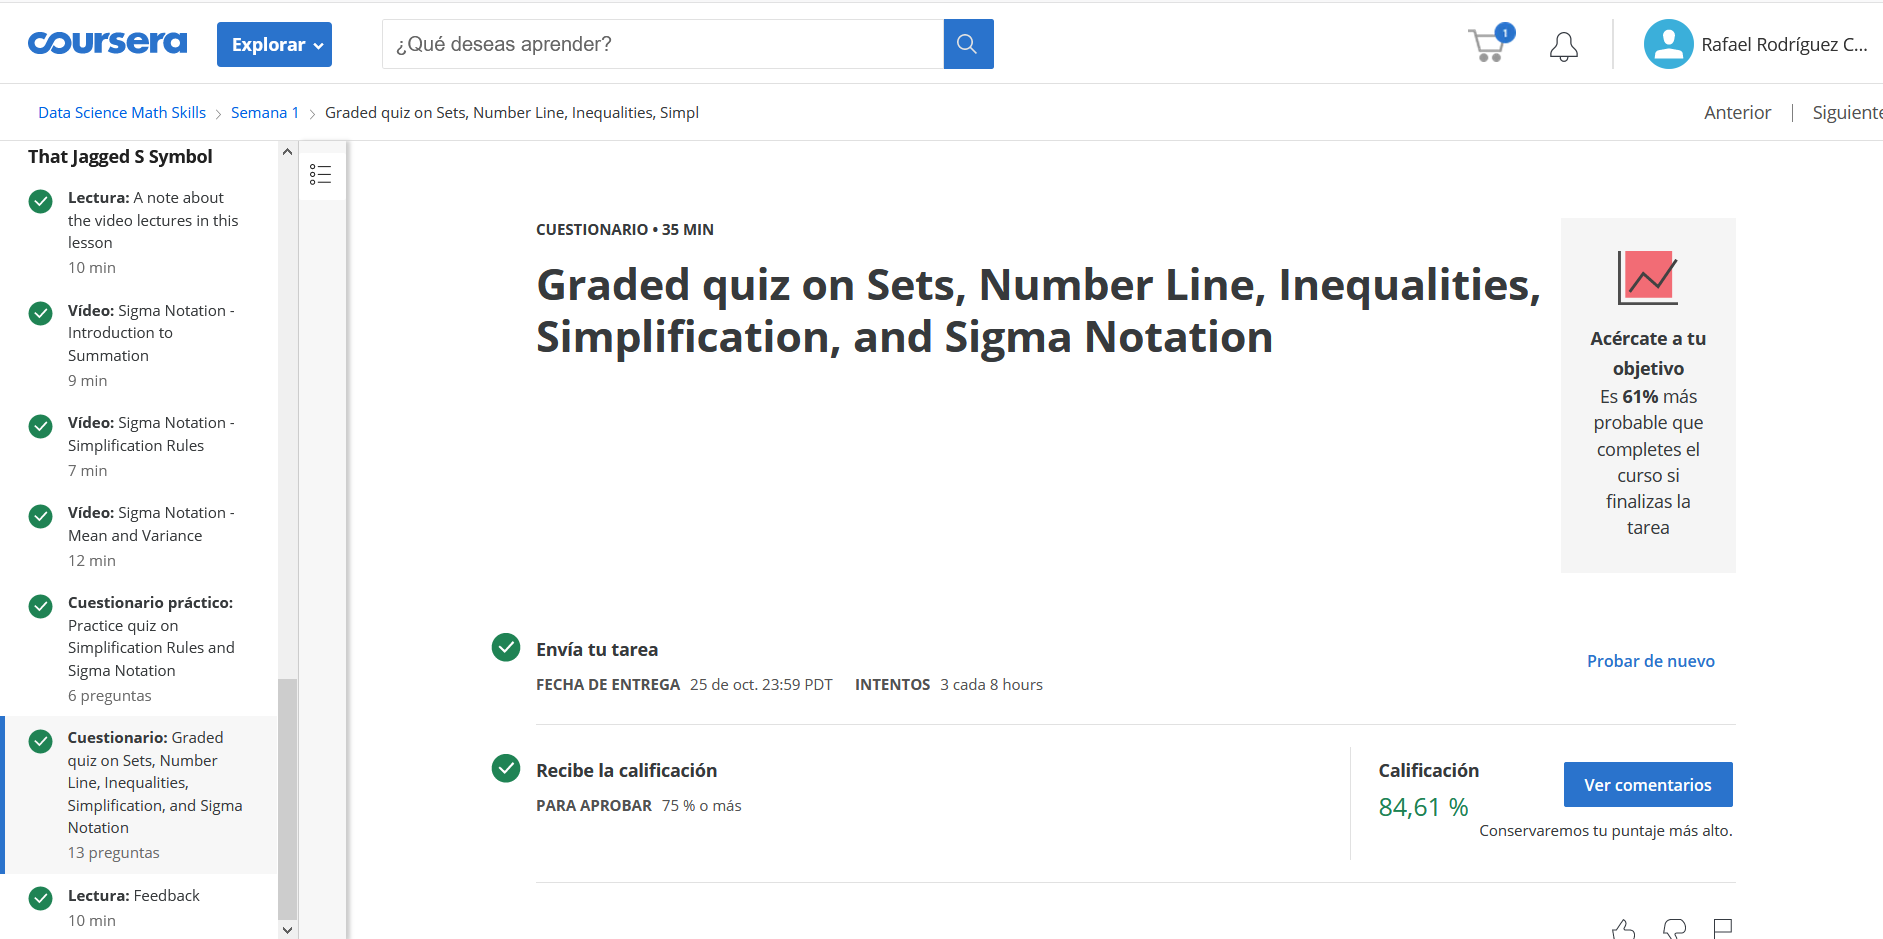 coursera
Explorar
¿Qué deseas aprender?
1
Rafael Rodríguez C...
Data Science Math Skills
Semana 1
Graded quiz on Sets, Number Line, Inequalities, Simpl
Anterior
Siguiente
That Jagged S Symbol
Lectura: A note about
the video lectures in this
lesson
10 min
Vídeo: Sigma Notation -
Introduction to
Summation
9 min
Vídeo: Sigma Notation -
Simplification Rules
7 min
Vídeo: Sigma Notation -
Mean and Variance
12 min
Cuestionario práctico:
Practice quiz on
Simplification Rules and
Sigma Notation
6 preguntas
Cuestionario: Graded
quiz on Sets, Number
Line, Inequalities,
Simplification, and Sigma
Notation
13 preguntas
Lectura: Feedback
10 min
CUESTIONARIO • 35 MIN
Graded quiz on Sets, Number Line, Inequalities,
Simplification, and Sigma Notation
Acércate a tu
objetivo
Es 61% más
probable que
completes el
curso si
finalizas la
tarea
Envía tu tarea
FECHA DE ENTREGA 25 de oct. 23:59 PDT INTENTOS 3 cada 8 hours
Probar de nuevo
Recibe la calificación
PARA APROBAR 75 % o más
Calificación
84,61 %
Ver comentarios
Conservaremos tu puntaje más alto.